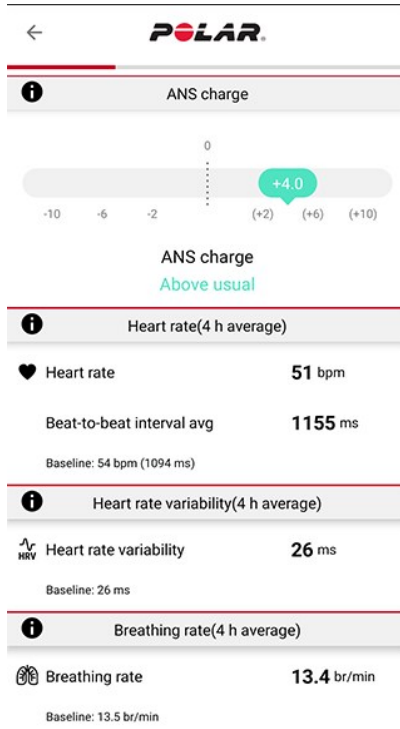 POLAR.
ANS charge
0
+4.0
-10 -6 -2 (+2) (+6) (+10)
ANS charge
Above usual
Heart rate(4 h average)
Heart rate 51 bpm
Beat-to-beat interval avg 1155 ms
Baseline: 54 bpm (1094 ms)
Heart rate variability(4 h average)
HRV Heart rate variability 26 ms
Baseline: 26 ms
Breathing rate(4 h average)
Breathing rate 13.4 br/min
Baseline: 13.5 br/min